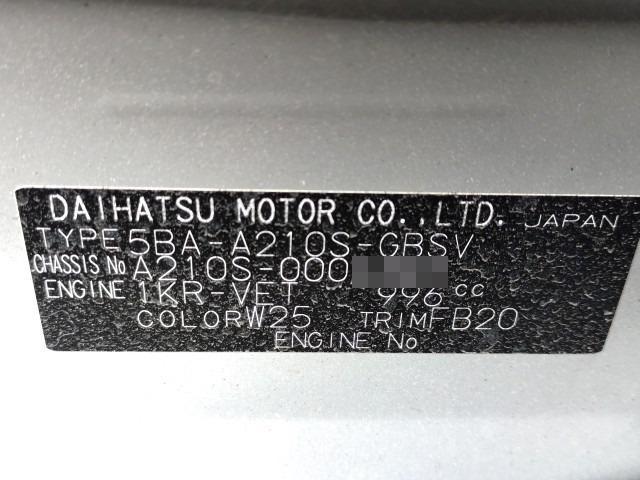 DAIHATSU MOTOR CO.,LTD. JAPAN
TYPE 5BA-A210S-GBSV
CHASSIS No A210S-000
ENGINE 1KR-VET 996 cc
COLOR W25 TRIM FB20
ENGINE No